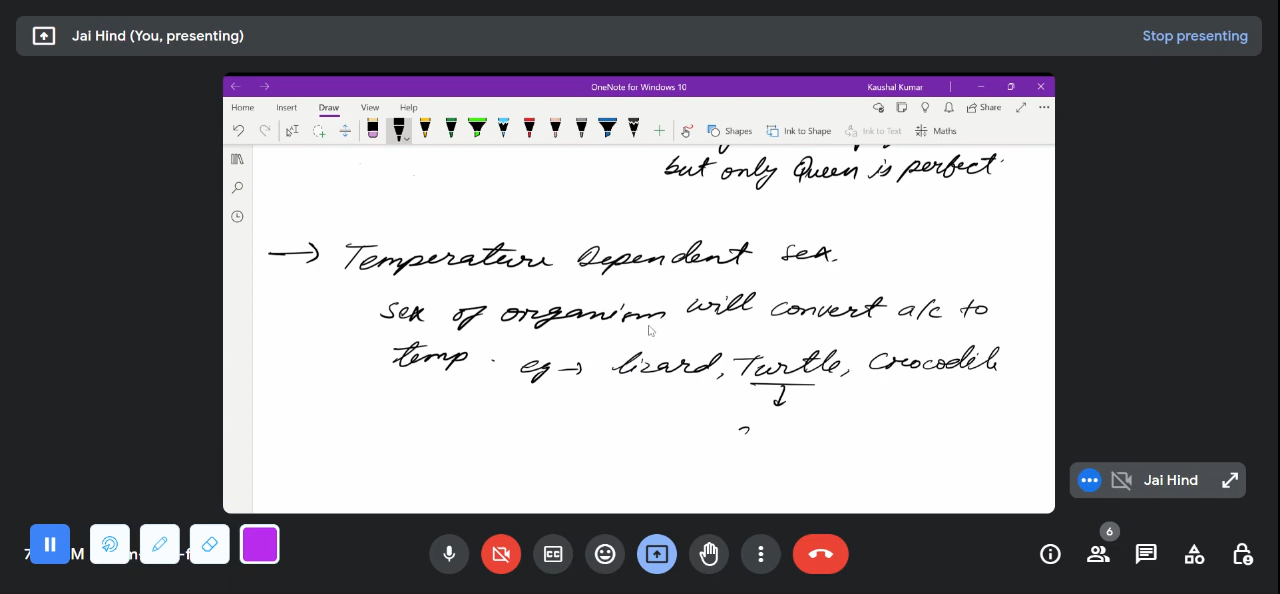 Jai Hind (You, presenting)
Stop presenting
OneNote for Windows 10
Kaushal Kumar
Home Insert Draw View Help
Share
Shapes
Ink to Shape
Ink to Text
Maths
but only Queen is perfect
→ Temperature Dependent sex.
sex of organism will convert a/c to
temp. eg → lizard, Turtle, Crocodile
Jai Hind
6